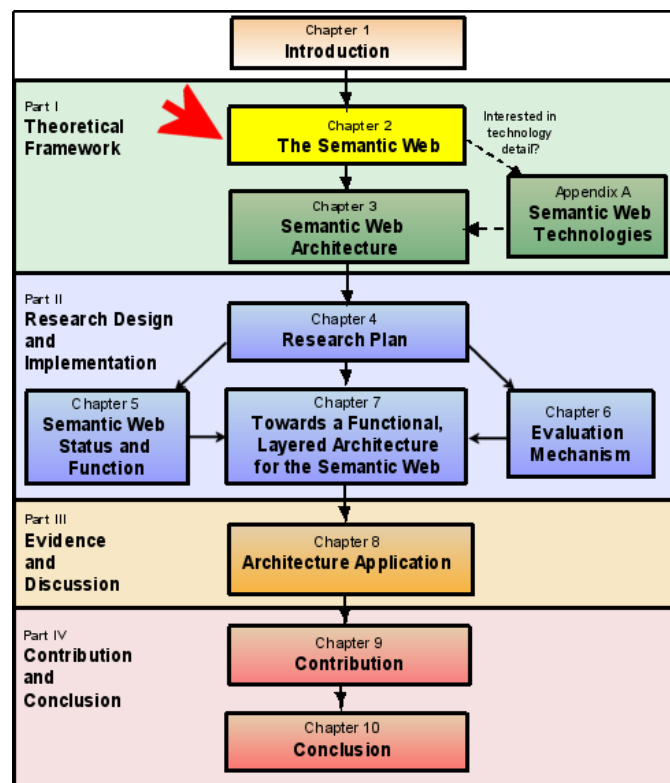 Chapter 1
Introduction
Part I
Theoretical
Framework
Chapter 2
The Semantic Web
Interested in
technology
detail?
Chapter 3
Semantic Web
Architecture
Appendix A
Semantic Web
Technologies
Part II
Research Design
and
Implementation
Chapter 4
Research Plan
Chapter 5
Semantic Web
Status and
Function
Chapter 7
Towards a Functional,
Layered Architecture
for the Semantic Web
Chapter 6
Evaluation
Mechanism
Part III
Evidence
and
Discussion
Chapter 8
Architecture Application
Part IV
Contribution
and
Conclusion
Chapter 9
Contribution
Chapter 10
Conclusion